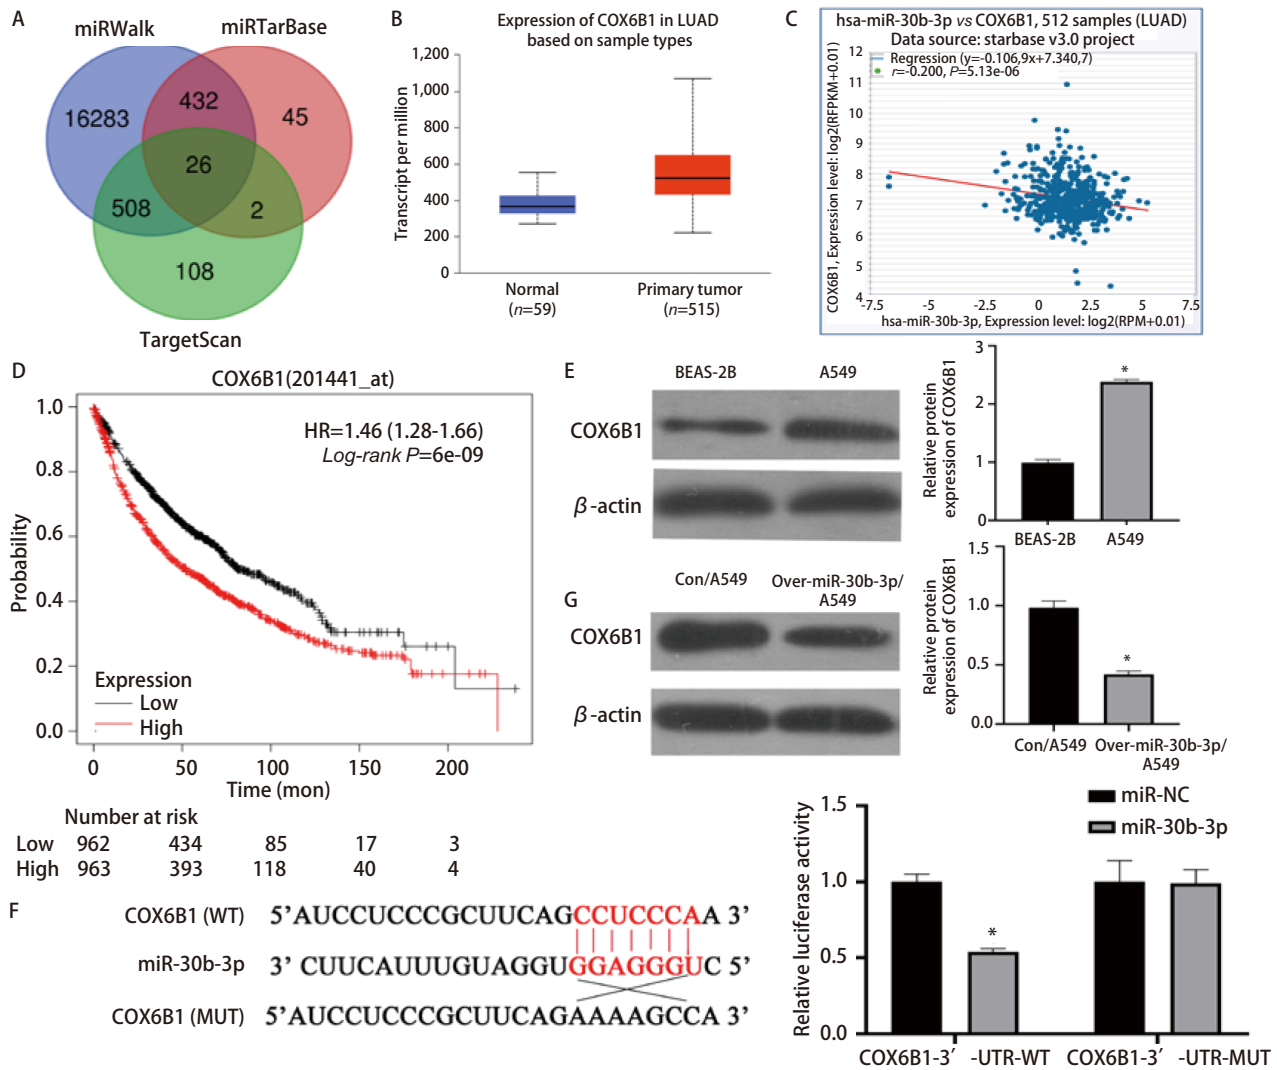 A
miRWalk
miRTarBase
16283
432
45
26
508
2
108
TargetScan
B
Expression of COX6B1 in LUAD
based on sample types
Transcript per million
1,200
1,000
800
600
400
200
0
Normal
(n=59)
Primary tumor
(n=515)
C
hsa-miR-30b-3p vs COX6B1, 512 samples (LUAD)
Data source: starbase v3.0 project
Regression (y=-0.106,9x+7.340,7)
r=-0.200, P=5.13e-06
COX6B1, Expression level: log2(RFPKM+0.01)
12
11
10
9
8
7
6
5
4
-7.5 -5 -2.5 0 2.5 5 7.5
hsa-miR-30b-3p, Expression level: log2(RPM+0.01)
D
COX6B1(201441_at)
HR=1.46 (1.28-1.66)
Log-rank P=6e-09
Probability
1.0
0.8
0.6
0.4
0.2
0.0
Expression
Low
High
0 50 100 150 200
Time (mon)
Number at risk
Low 962 434 85 17 3
High 963 393 118 40 4
E
BEAS-2B A549
COX6B1
β-actin
Relative protein
expression of COX6B1
3
2
1
0
*
BEAS-2B A549
G
Con/A549 Over-miR-30b-3p/
A549
COX6B1
β-actin
Relative protein
expression of COX6B1
1.5
1.0
0.5
0.0
*
Con/A549 Over-miR-30b-3p/
A549
F
COX6B1 (WT) 5’AUCCUCCCGCUUCAGCCUCCCAA 3’
miR-30b-3p 3’ CUUCAUUUGUAGGUGGAGGGUC 5’
COX6B1 (MUT) 5’AUCCUCCCGCUUCAGAAAAGCCA 3’
Relative luciferase activity
1.5
1.0
0.5
0.0
miR-NC
miR-30b-3p
*
COX6B1-3′ -UTR-WT COX6B1-3′ -UTR-MUT